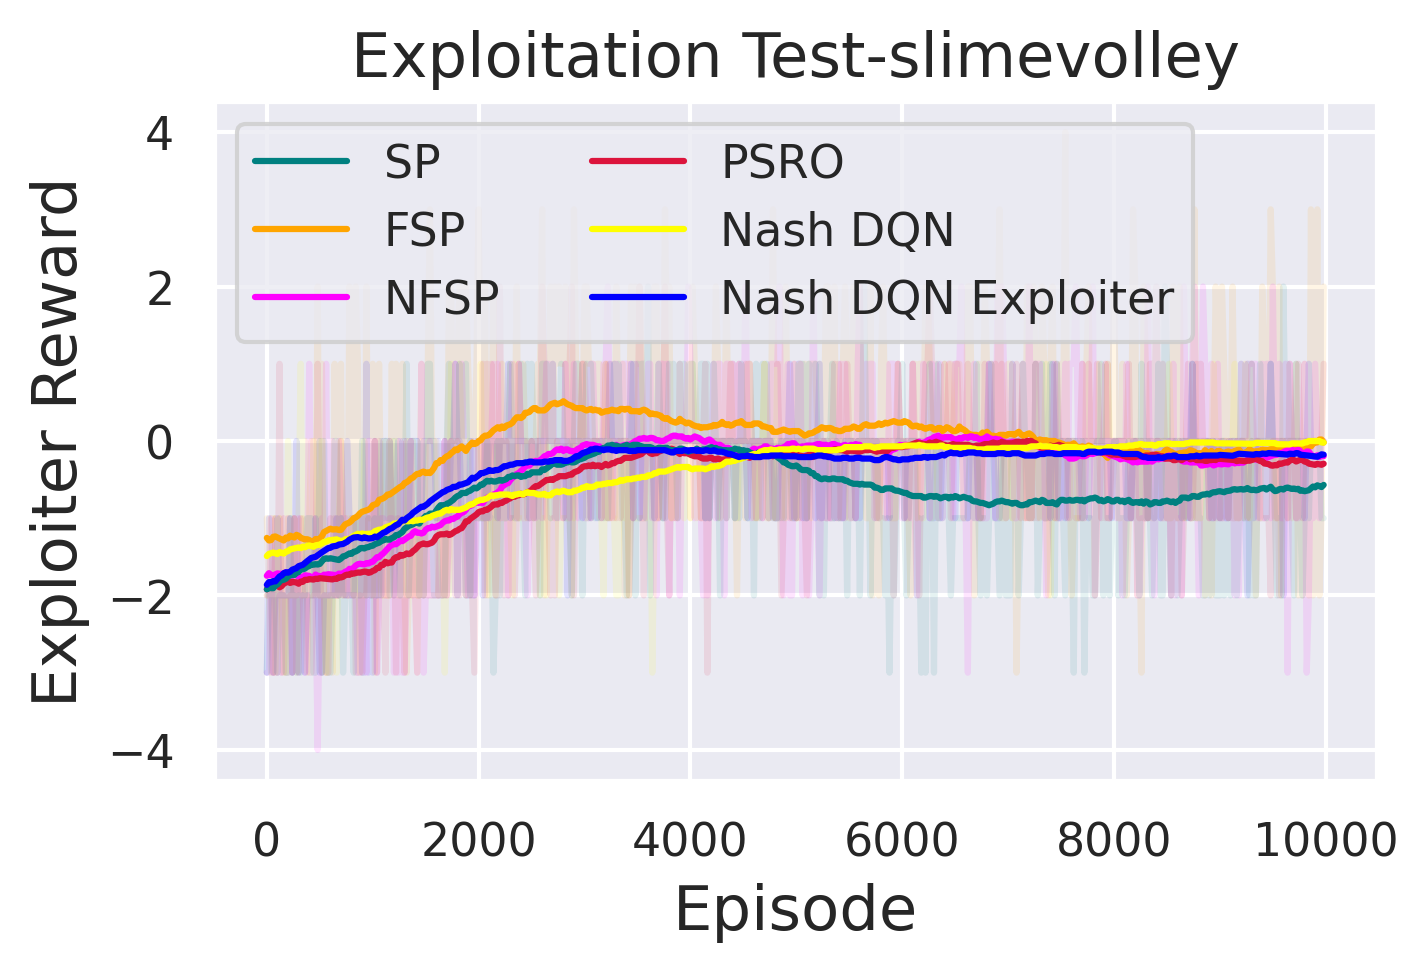 Exploitation Test-slimevolley
Exploiter Reward
4
2
0
−2
−4
SP
FSP
NFSP
PSRO
Nash DQN
Nash DQN Exploiter
0
2000
4000
6000
8000
10000
Episode